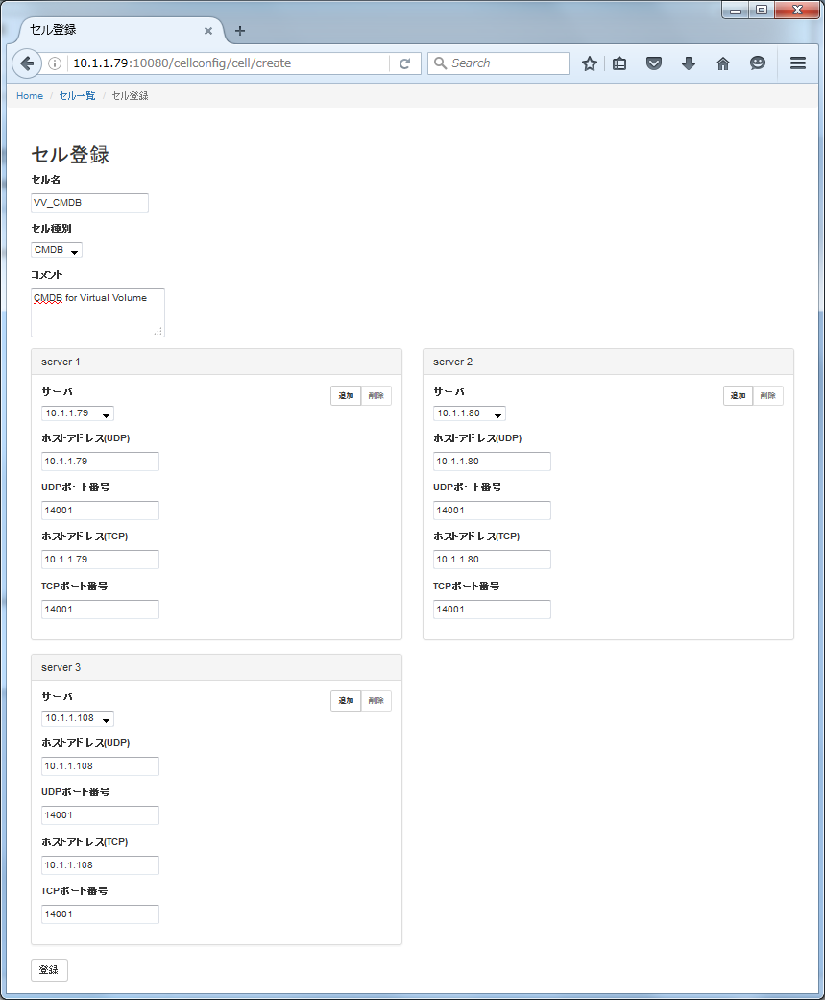 セル登録
10.1.1.79:10080/cellconfig/cell/create
Search
Home / セル一覧 / セル登録
セル登録
セル名
VV_CMDB
セル種別
CMDB
コメント
CMDB for Virtual Volume
server 1
サーバ
追加 削除
10.1.1.79
ホストアドレス(UDP)
10.1.1.79
UDPポート番号
14001
ホストアドレス(TCP)
10.1.1.79
TCPポート番号
14001
server 2
サーバ
追加 削除
10.1.1.80
ホストアドレス(UDP)
10.1.1.80
UDPポート番号
14001
ホストアドレス(TCP)
10.1.1.80
TCPポート番号
14001
server 3
サーバ
追加 削除
10.1.1.108
ホストアドレス(UDP)
10.1.1.108
UDPポート番号
14001
ホストアドレス(TCP)
10.1.1.108
TCPポート番号
14001
登録